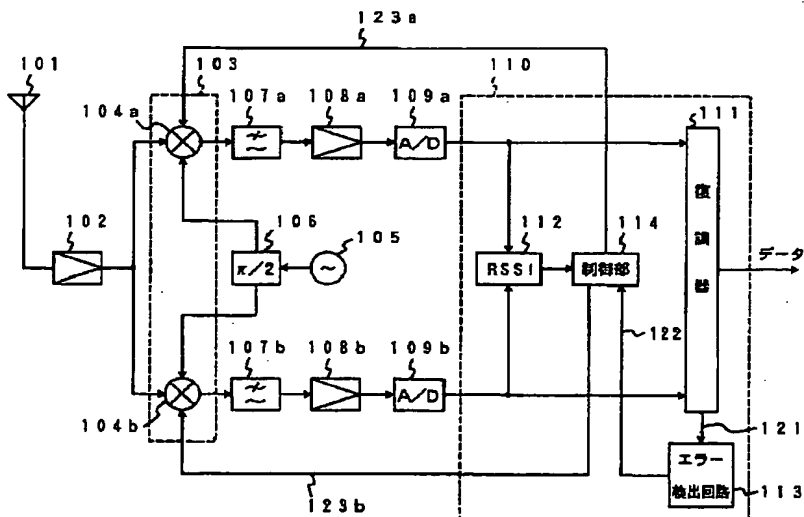 123a
101
103
110
104a
107a
108a
109a
A/D
111
102
106
112
114
復調器
π/2
105
~
RSSI
制御部
データ
107b
108b
109b
122
A/D
104b
121
エラー
検出回路
113
123b